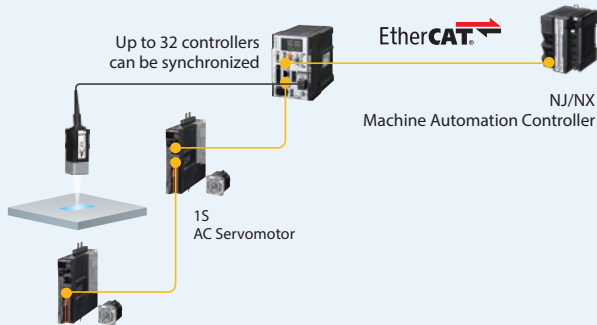 Up to 32 controllers
can be synchronized
EtherCAT®
NJ/NX
Machine Automation Controller
1S
AC Servomotor